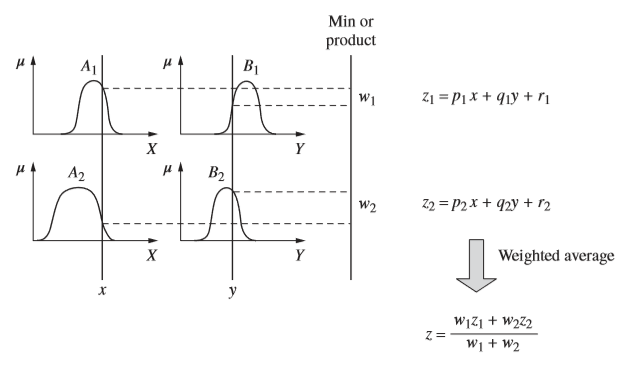 Min or
product
μ
A₁
X
μ
B₁
Y
w₁
z₁ = p₁x + q₁y + r₁
μ
A₂
X
μ
B₂
Y
w₂
z₂ = p₂x + q₂y + r₂
x
y
Weighted average
z = w₁z₁ + w₂z₂
w₁ + w₂